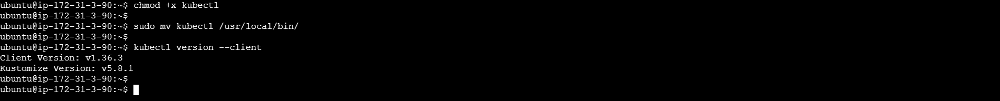 ubuntu@ip-172-31-3-90:~$ chmod +x kubectl
ubuntu@ip-172-31-3-90:~$
ubuntu@ip-172-31-3-90:~$ sudo mv kubectl /usr/local/bin/
ubuntu@ip-172-31-3-90:~$
ubuntu@ip-172-31-3-90:~$ kubectl version --client
Client Version: v1.36.3
Kustomize Version: v5.8.1
ubuntu@ip-172-31-3-90:~$
ubuntu@ip-172-31-3-90:~$